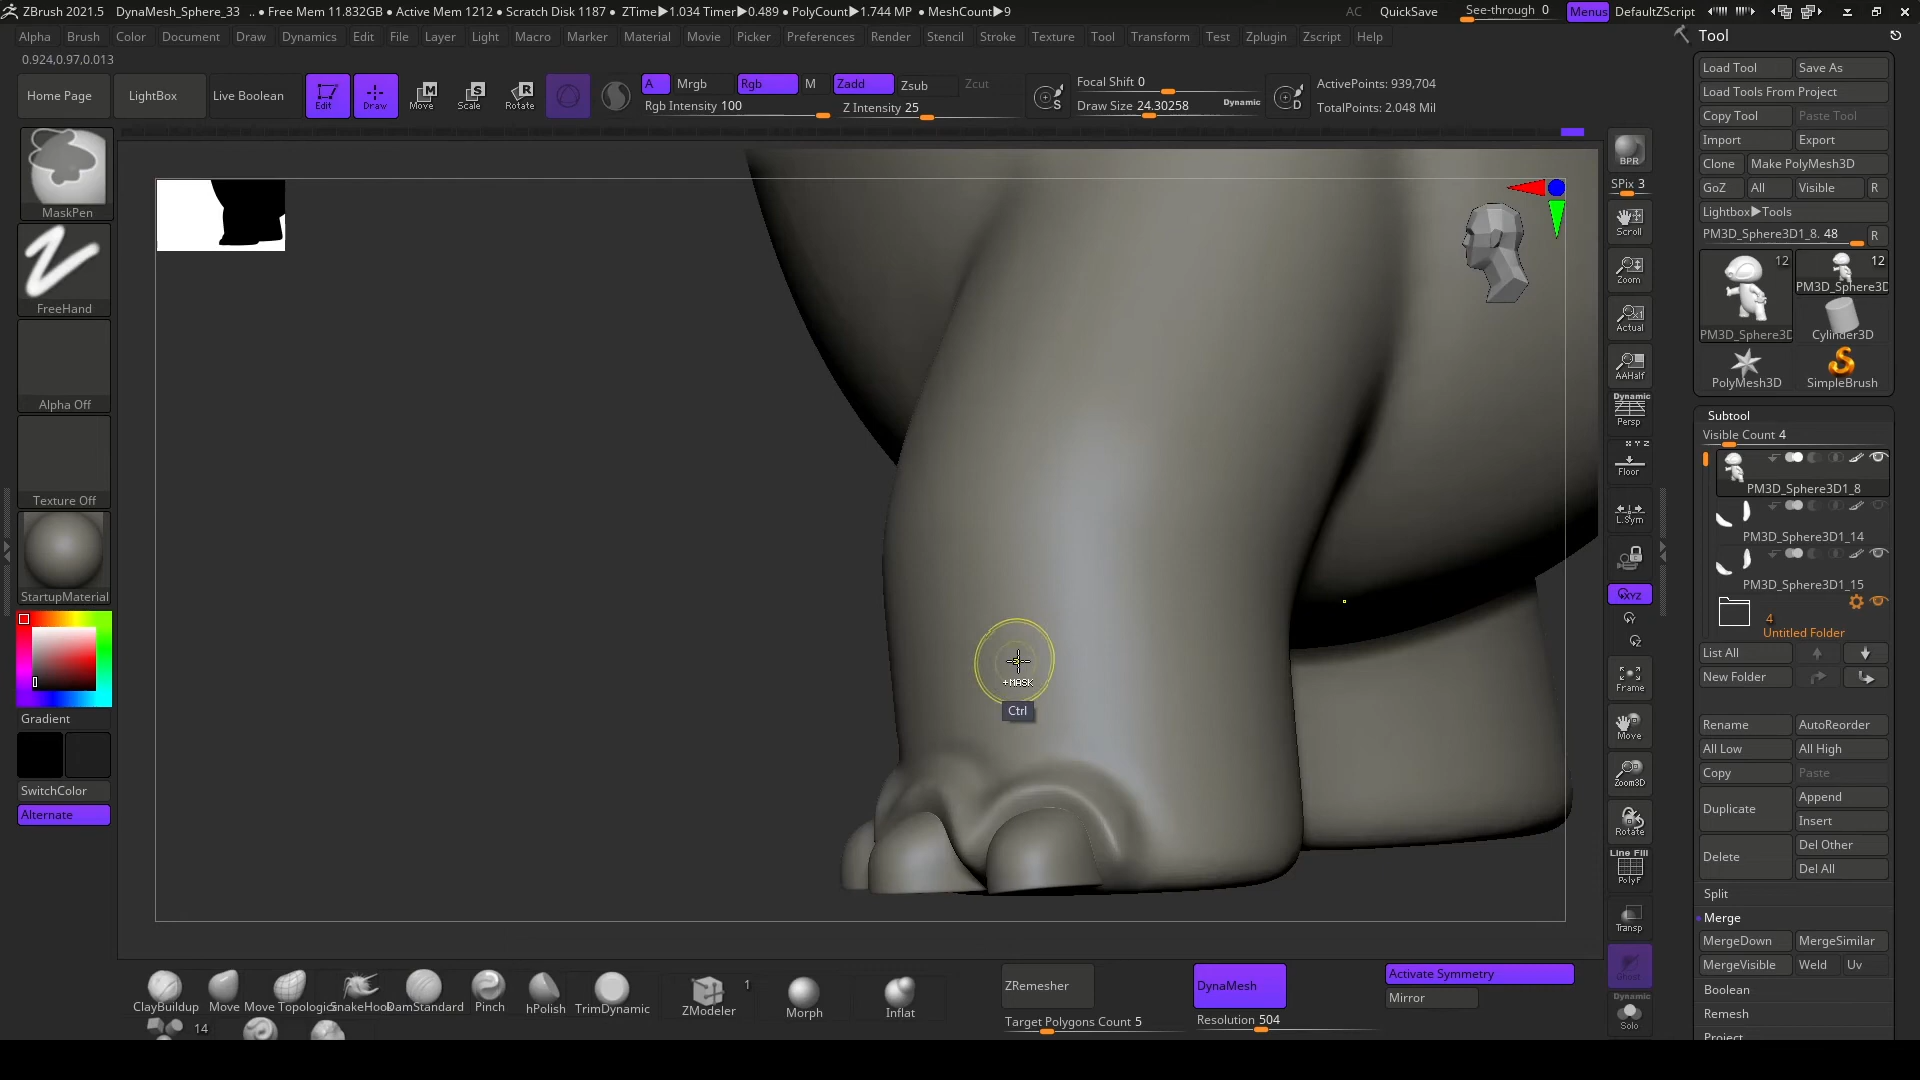 ZBrush 2021.5 DynaMesh_Sphere_33 .. ● Free Mem 11.832GB ● Active Mem 1212 ● Scratch Disk 1187 ● ZTime▶1.034 Timer▶0.489 ● PolyCount▶1.744 MP ● MeshCount▶9 AC QuickSave See-through 0 Menus DefaultZScript
Alpha Brush Color Document Draw Dynamics Edit File Layer Light Macro Marker Material Movie Picker Preferences Render Stencil Stroke Texture Tool Transform Test Zplugin Zscript Help
0.924,0.97,0.013
Home Page LightBox Live Boolean Edit Draw Move Scale Rotate
A Mrgb Rgb M Zadd Zsub Zcut
Rgb Intensity 100 Z Intensity 25
S Focal Shift 0
Draw Size 24.30258 Dynamic D
ActivePoints: 939,704
TotalPoints: 2.048 Mil
MaskPen
FreeHand
Alpha Off
Texture Off
StartupMaterial
Gradient
SwitchColor
Alternate
+MASK
Ctrl
BPR
SPix 3
Scroll
Zoom
Actual
AAHalf
Dynamic
Persp
X Y Z
Floor
L.Sym
XYZ
Y
Z
Frame
Move
Zoom3D
Rotate
Line Fill
PolyF
Transp
Ghost
Dynamic
Solo
Tool
Load Tool Save As
Load Tools From Project
Copy Tool Paste Tool
Import Export
Clone Make PolyMesh3D
GoZ All Visible R
Lightbox▶Tools
PM3D_Sphere3D1_8. 48 R
12 12
PM3D_Sphere3D
PM3D_Sphere3D Cylinder3D
PolyMesh3D SimpleBrush
Subtool
Visible Count 4
PM3D_Sphere3D1_8
PM3D_Sphere3D1_14
PM3D_Sphere3D1_15
4
Untitled Folder
List All
New Folder
Rename AutoReorder
All Low All High
Copy Paste
Duplicate Append
Insert
Delete Del Other
Del All
Split
Merge
MergeDown MergeSimilar
MergeVisible Weld Uv
Boolean
Remesh
Project
ClayBuildup Move Move Topologic SnakeHook DamStandard Pinch hPolish TrimDynamic ZModeler 1 Morph Inflat
14
ZRemesher
Target Polygons Count 5
DynaMesh
Resolution 504
Activate Symmetry
Mirror